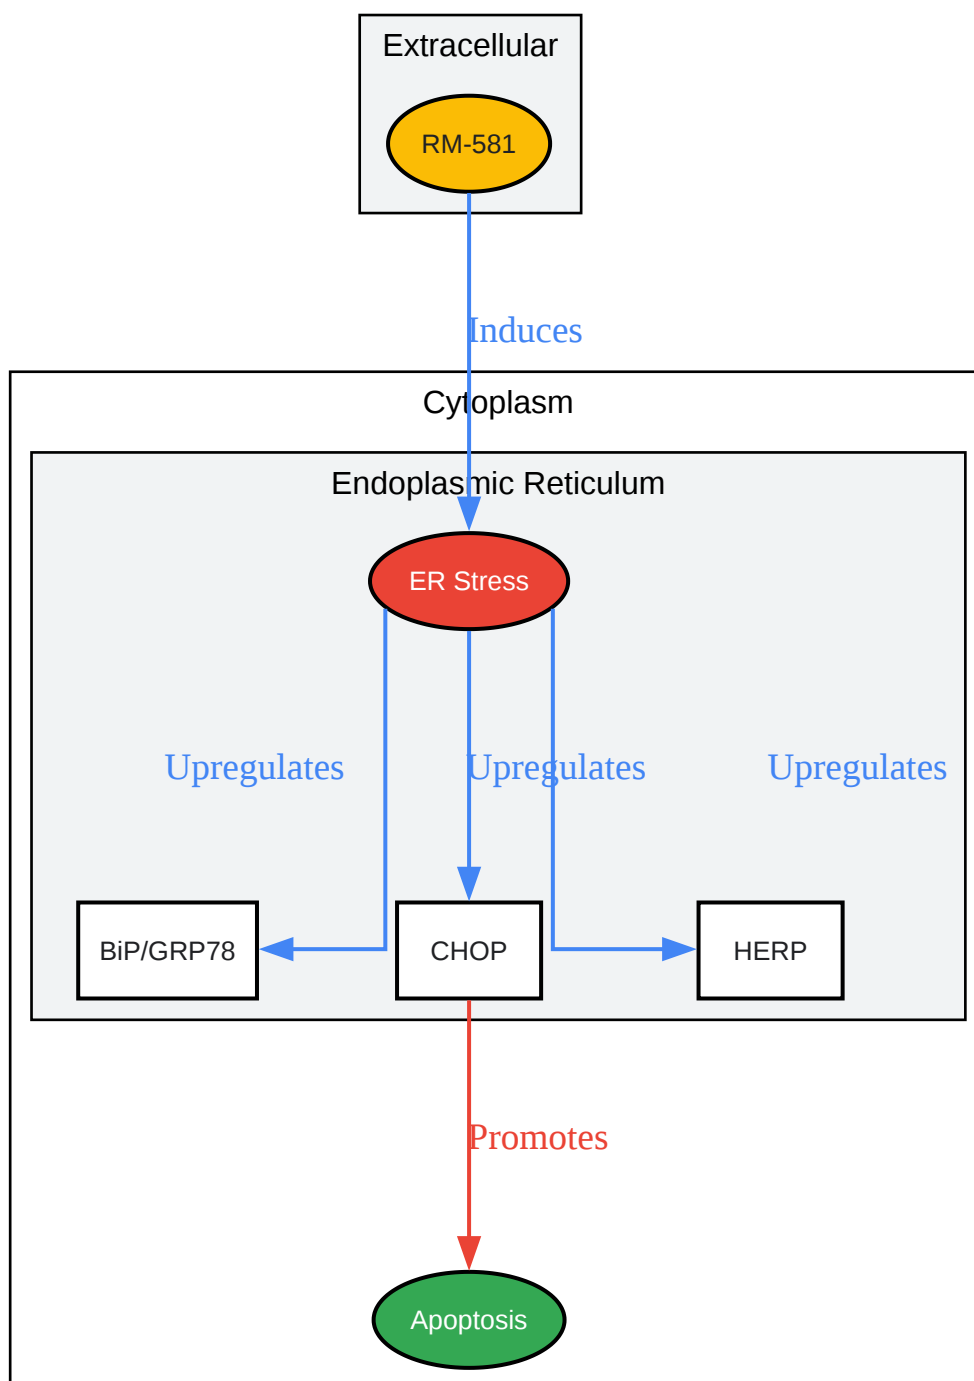 Extracellular
RM-581
Induces
Cytoplasm
Endoplasmic Reticulum
ER Stress
Upregulates
Upregulates
Upregulates
BiP/GRP78
CHOP
HERP
Promotes
Apoptosis